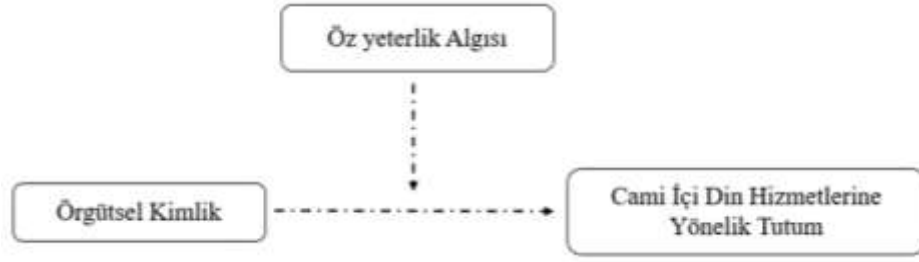 Öz yeterlik Algısı
Örgütsel Kimlik
Cami İçi Din Hizmetlerine
Yönelik Tutum